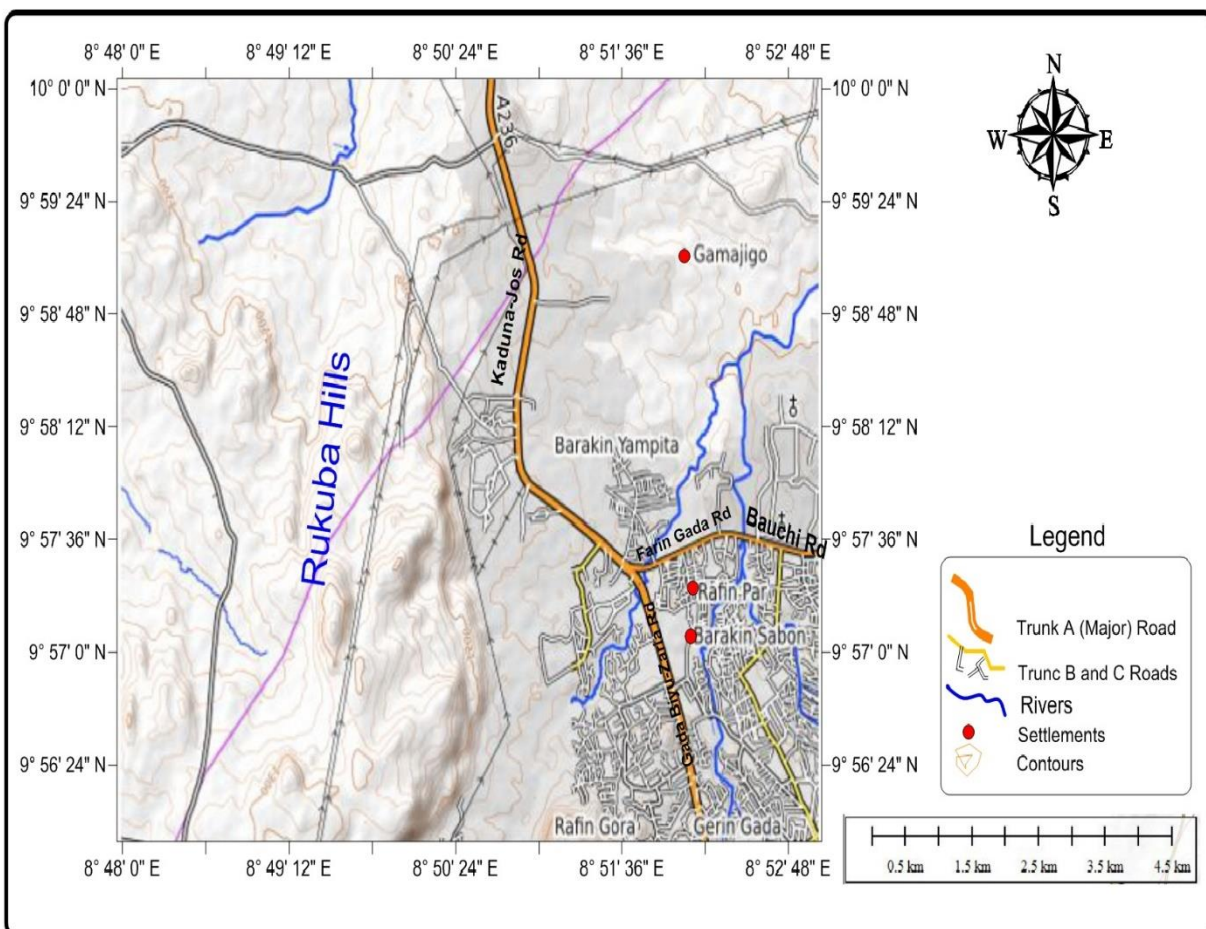 8° 48' 0" E 8° 49' 12" E 8° 50' 24" E 8° 51' 36" E 8° 52' 48" E
N
W E
S
10° 0' 0" N 10° 0' 0" N
A236
9° 59' 24" N 9° 59' 24" N
Gamajigo
Kaduna-Jos Rd
9° 58' 48" N 9° 58' 48" N
Rukuba Hills
9° 58' 12" N 9° 58' 12" N
Barakin Yampita
9° 57' 36" N 9° 57' 36" N
Farin Gada Rd
Bauchi Rd
Rafin Par
Barakin Sabon
9° 57' 0" N 9° 57' 0" N
Gada Biyu-Zaria Rd
9° 56' 24" N 9° 56' 24" N
Rafin Gora
Gerin Gada
8° 48' 0" E 8° 49' 12" E 8° 50' 24" E 8° 51' 36" E 8° 52' 48" E
Legend
Trunk A (Major) Road
Trunc B and C Roads
Rivers
Settlements
Contours
0.5 km 1.5 km 2.5 km 3.5 km 4.5 km